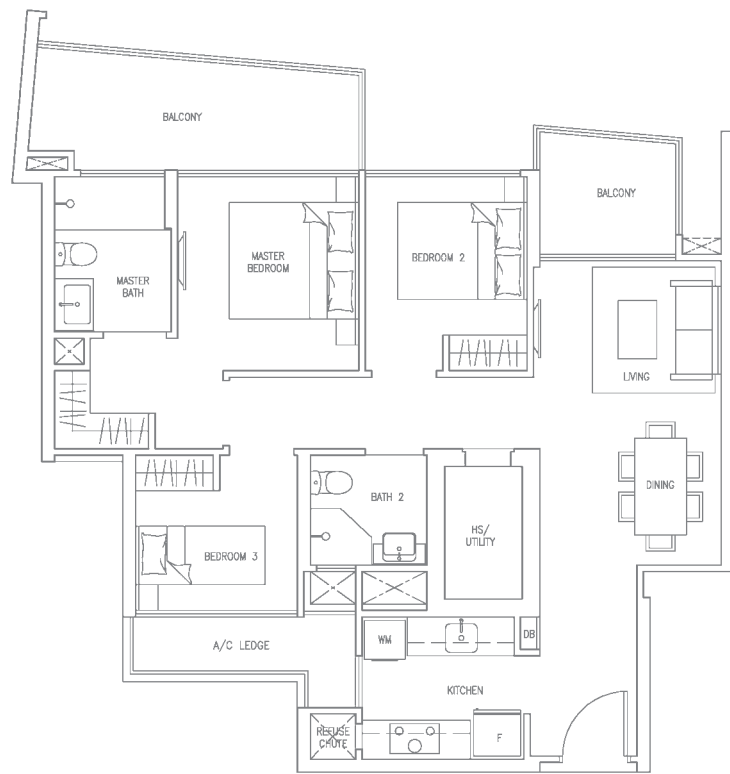 BALCONY
BALCONY
MASTER
BEDROOM
BEDROOM 2
MASTER
BATH
LIVING
DINING
BATH 2
HS/
UTILITY
BEDROOM 3
A/C LEDGE
WM
DB
KITCHEN
REFUSE
CHUTE
F